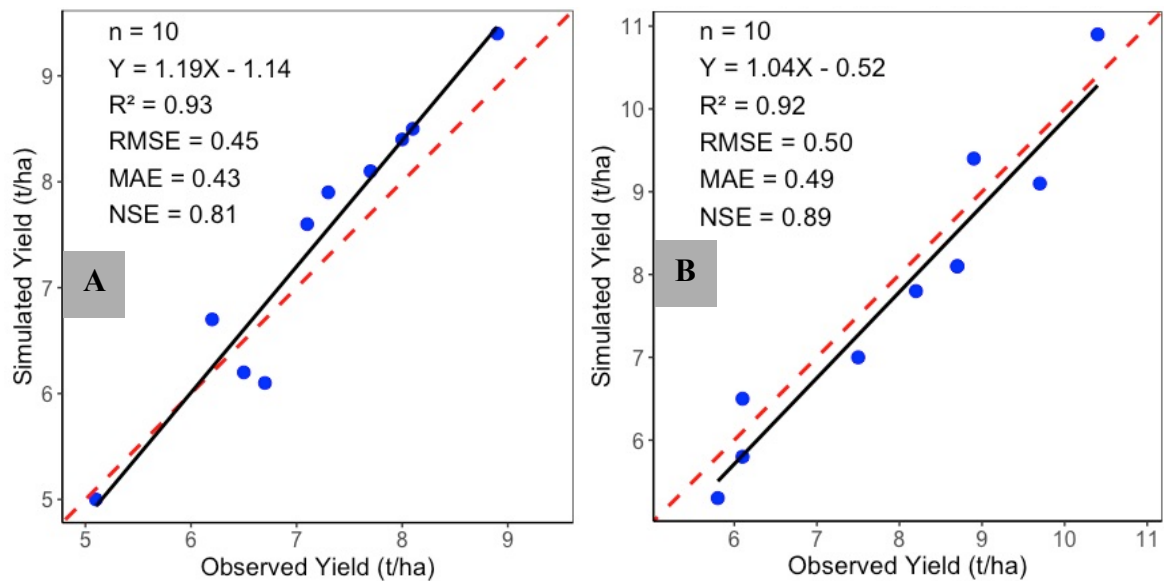 n = 10
Y = 1.19X - 1.14
R² = 0.93
RMSE = 0.45
MAE = 0.43
NSE = 0.81
A
9
8
7
6
5
5 6 7 8 9
Simulated Yield (t/ha)
Observed Yield (t/ha)
n = 10
Y = 1.04X - 0.52
R² = 0.92
RMSE = 0.50
MAE = 0.49
NSE = 0.89
B
11
10
9
8
7
6
6 7 8 9 10 11
Simulated Yield (t/ha)
Observed Yield (t/ha)